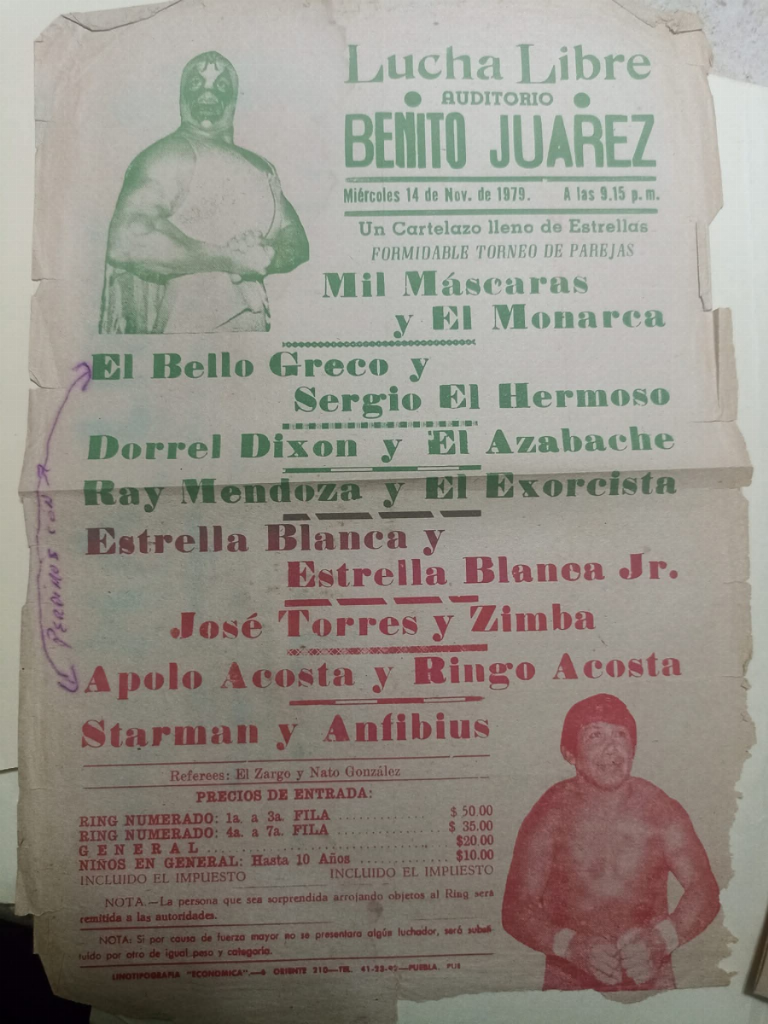 Lucha Libre
AUDITORIO
BENITO JUAREZ
Miércoles 14 de Nov. de 1979. A las 9.15 p.m.
Un Cartelazo lleno de Estrellas
FORMIDABLE TORNEO DE PAREJAS
Mil Máscaras
y El Monarca
El Bello Greco y
Sergio El Hermoso
Dorrel Dixon y El Azabache
Ray Mendoza y El Exorcista
Estrella Blanca y
Estrella Blanca Jr.
José Torres y Zimba
Apolo Acosta y Ringo Acosta
Starman y Anfibius
PERDIMOS CON
Referees: El Zargo y Nato González
PRECIOS DE ENTRADA:
RING NUMERADO: 1a. a 3a. FILA ............ $ 50.00
RING NUMERADO: 4a. a 7a. FILA ............ $ 35.00
GENERAL ............ $20.00
NIÑOS EN GENERAL: Hasta 10 Años ............ $10.00
INCLUIDO EL IMPUESTO INCLUIDO EL IMPUESTO
NOTA.—La persona que sea sorprendida arrojando objetos al Ring será
remitida a las autoridades.
NOTA: Si por causa de fuerza mayor no se presentara algún luchador, será substi
tuido por otro de igual peso y categoría.
LINOTIPOGRAFIA "ECONOMICA".—8 ORIENTE 210—TEL. 41-23-92—PUEBLA, PUE